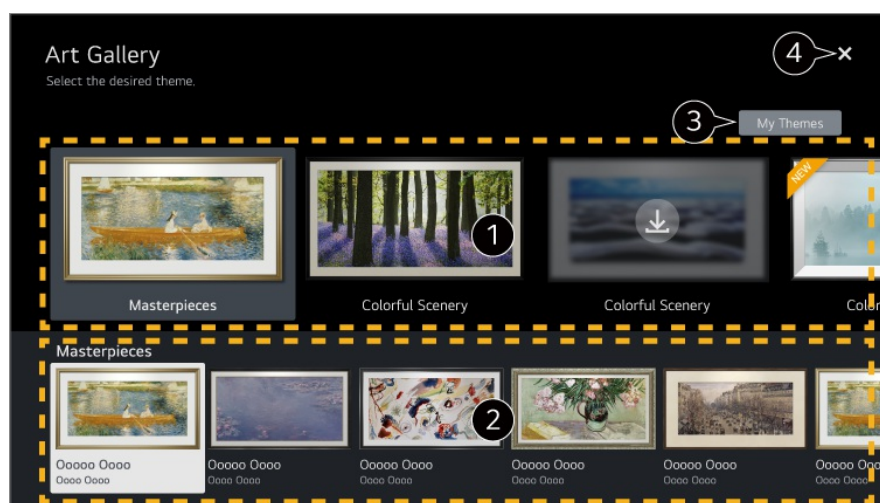 Art Gallery
Select the desired theme.
4
3
My Themes
NEW
1
Masterpieces
Colorful Scenery
Colorful Scenery
Masterpieces
2
Ooooo Oooo
Ooooo Oooo
Ooooo Oooo
Ooooo Oooo
Ooooo Oooo
Oooo Oooo
Oooo Oooo
Oooo Oooo
Oooo Oooo
Oooo Oooo